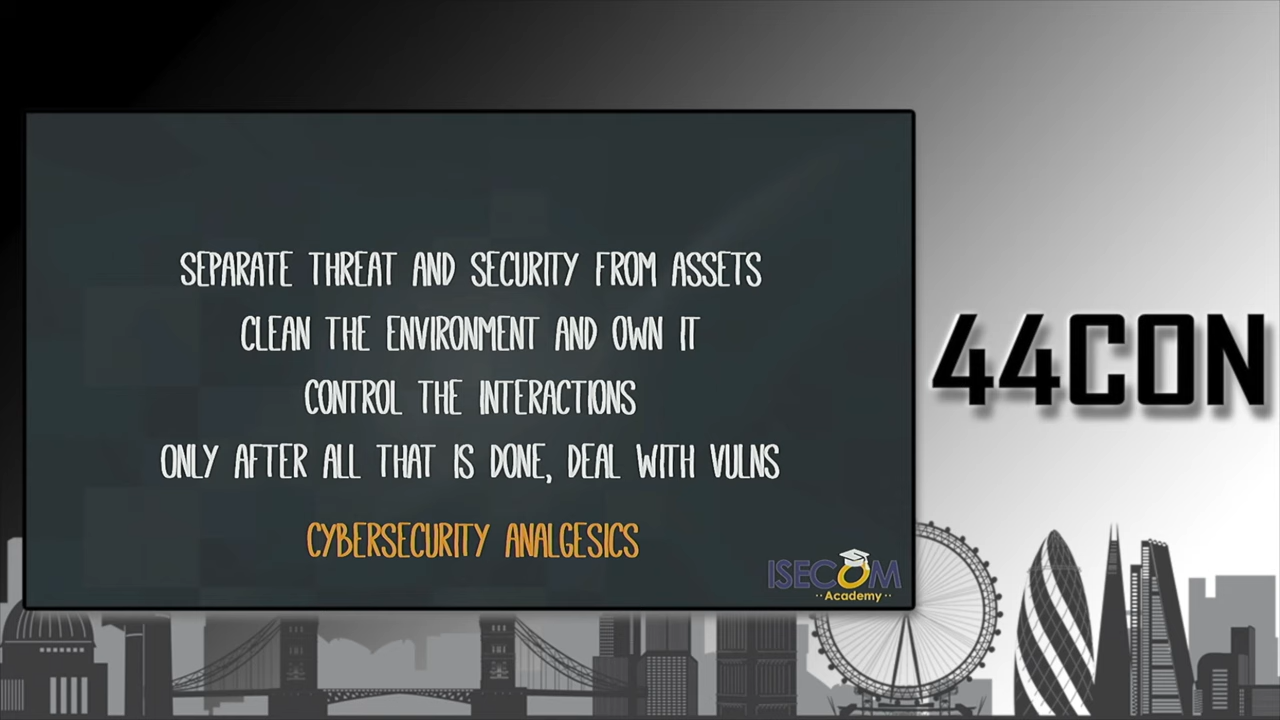 SEPARATE THREAT AND SECURITY FROM ASSETS
CLEAN THE ENVIRONMENT AND OWN IT
CONTROL THE INTERACTIONS
ONLY AFTER ALL THAT IS DONE, DEAL WITH VULNS
CYBERSECURITY ANALGESICS
ISECOM
Academy
44CON